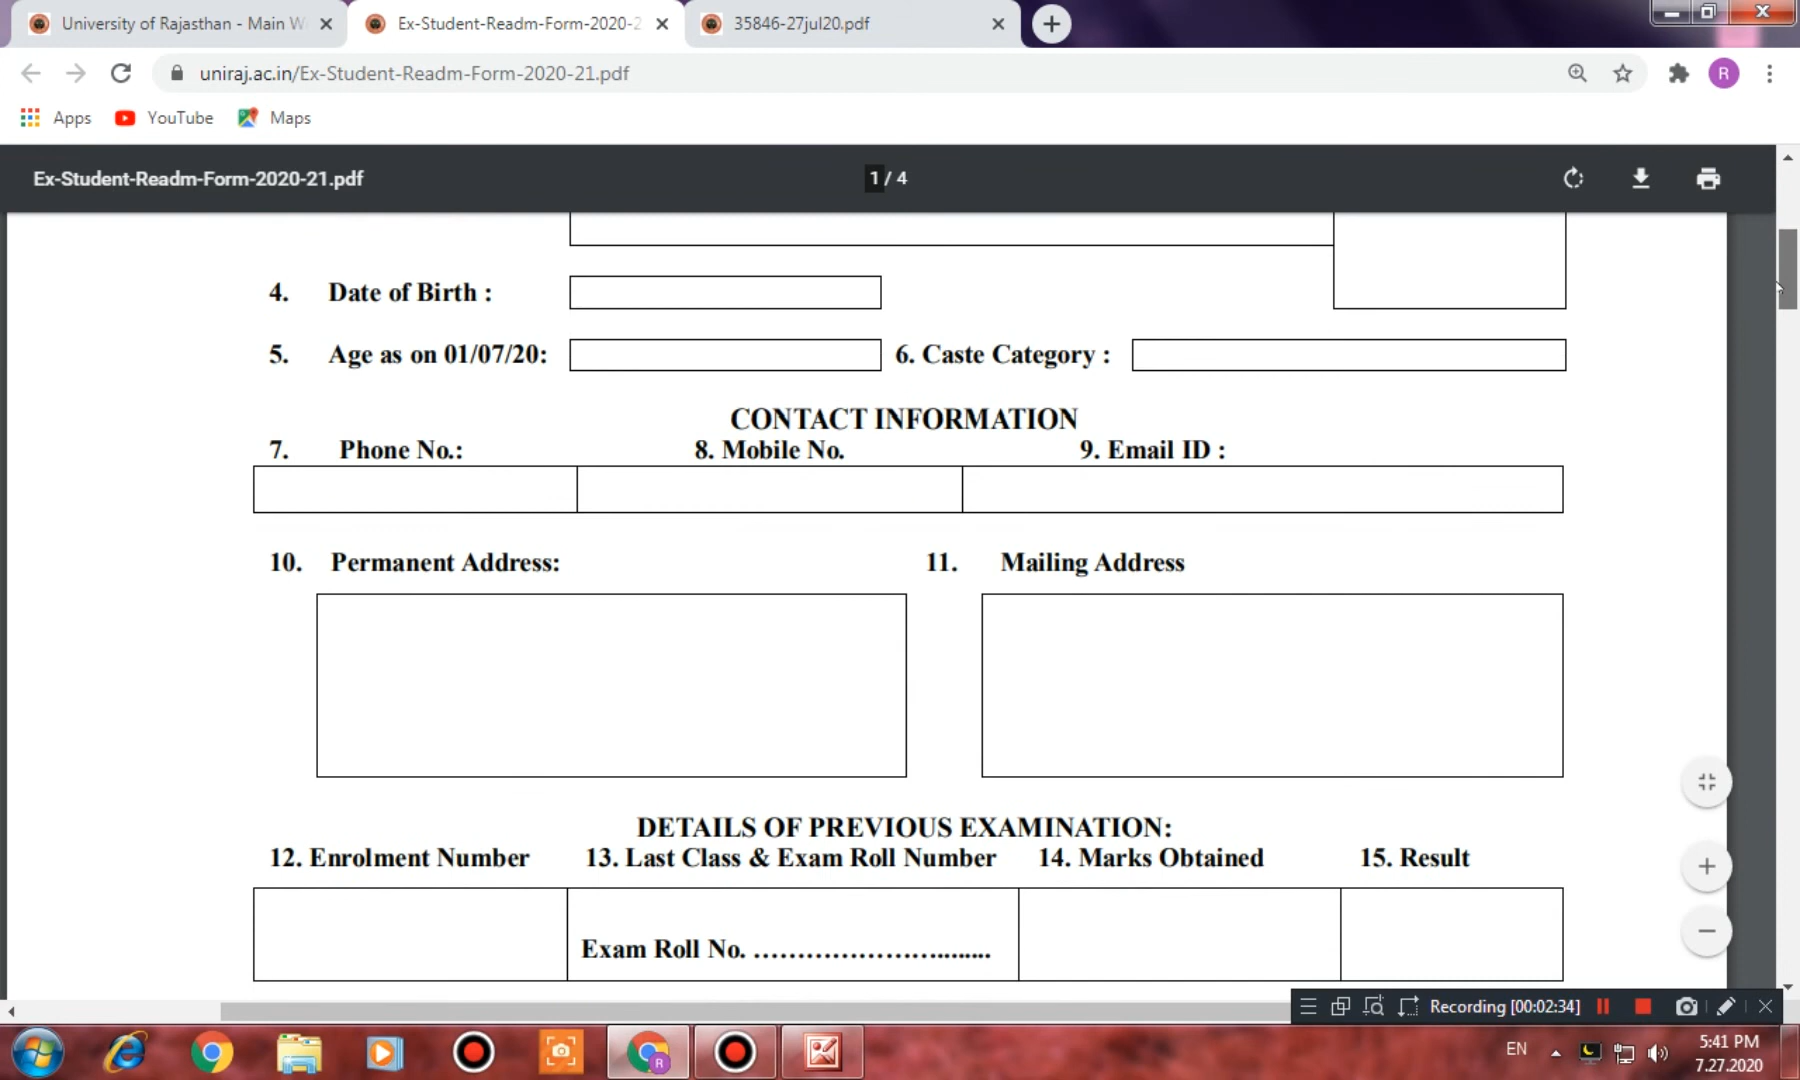 University of Rajasthan - Main W
Ex-Student-Readm-Form-2020-2
35846-27jul20.pdf
uniraj.ac.in/Ex-Student-Readm-Form-2020-21.pdf
R
Apps
YouTube
Maps
Ex-Student-Readm-Form-2020-21.pdf
1 / 4
4. Date of Birth :
5. Age as on 01/07/20:
6. Caste Category :
CONTACT INFORMATION
7. Phone No.: 8. Mobile No. 9. Email ID :
10. Permanent Address: 11. Mailing Address
DETAILS OF PREVIOUS EXAMINATION:
12. Enrolment Number 13. Last Class & Exam Roll Number 14. Marks Obtained 15. Result
Exam Roll No. ..............................
Recording [00:02:34]
R
EN
5:41 PM
7.27.2020